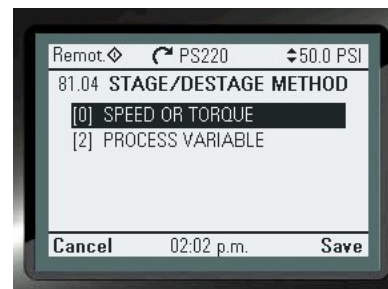 Remot. PS220 50.0 PSI
81.04 STAGE/DESTAGE METHOD
[0] SPEED OR TORQUE
[2] PROCESS VARIABLE
Cancel 02:02 p.m. Save